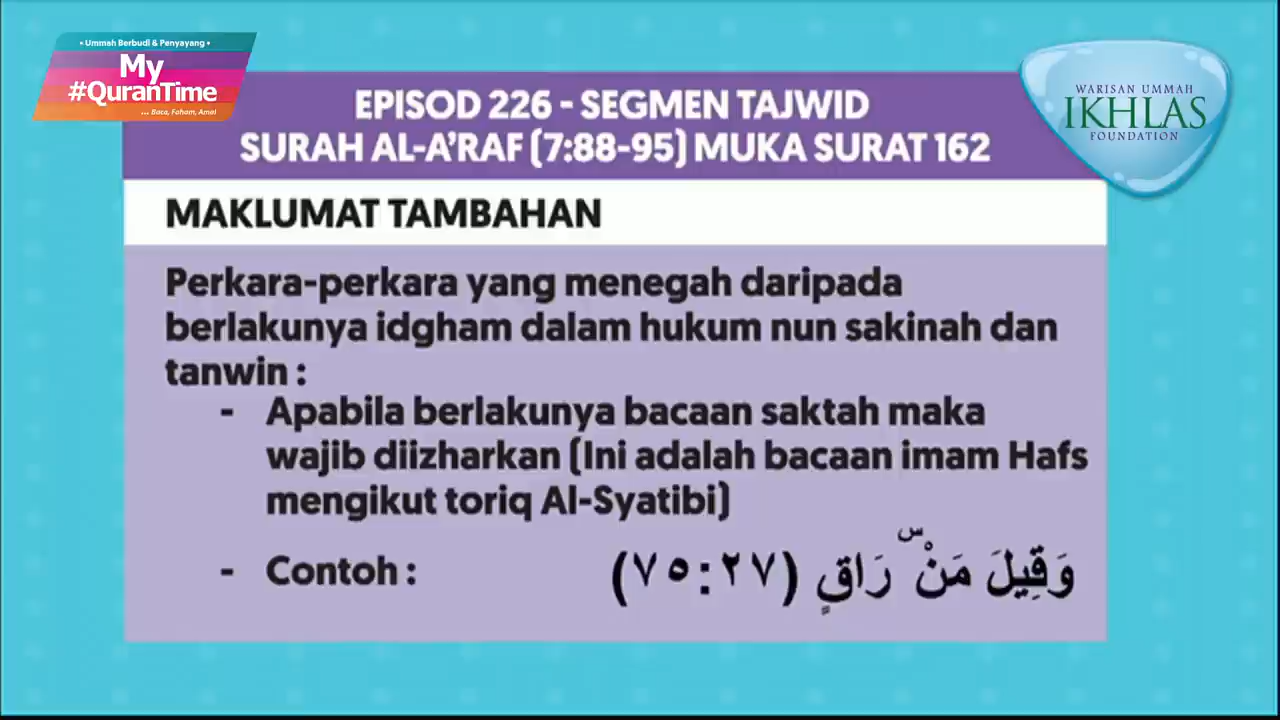 • Ummah Berbudi & Penyayang •
My
#QuranTime
... Baca, Faham, Amal
WARISAN UMMAH
IKHLAS
FOUNDATION
EPISOD 226 - SEGMEN TAJWID
SURAH AL-A’RAF (7:88-95) MUKA SURAT 162
MAKLUMAT TAMBAHAN
Perkara-perkara yang menegah daripada
berlakunya idgham dalam hukum nun sakinah dan
tanwin :
- Apabila berlakunya bacaan saktah maka
wajib diizharkan (Ini adalah bacaan imam Hafs
mengikut toriq Al-Syatibi)
- Contoh : وَقِيلَ مَنْ ۜ رَاقٍ (٧٥:٢٧)